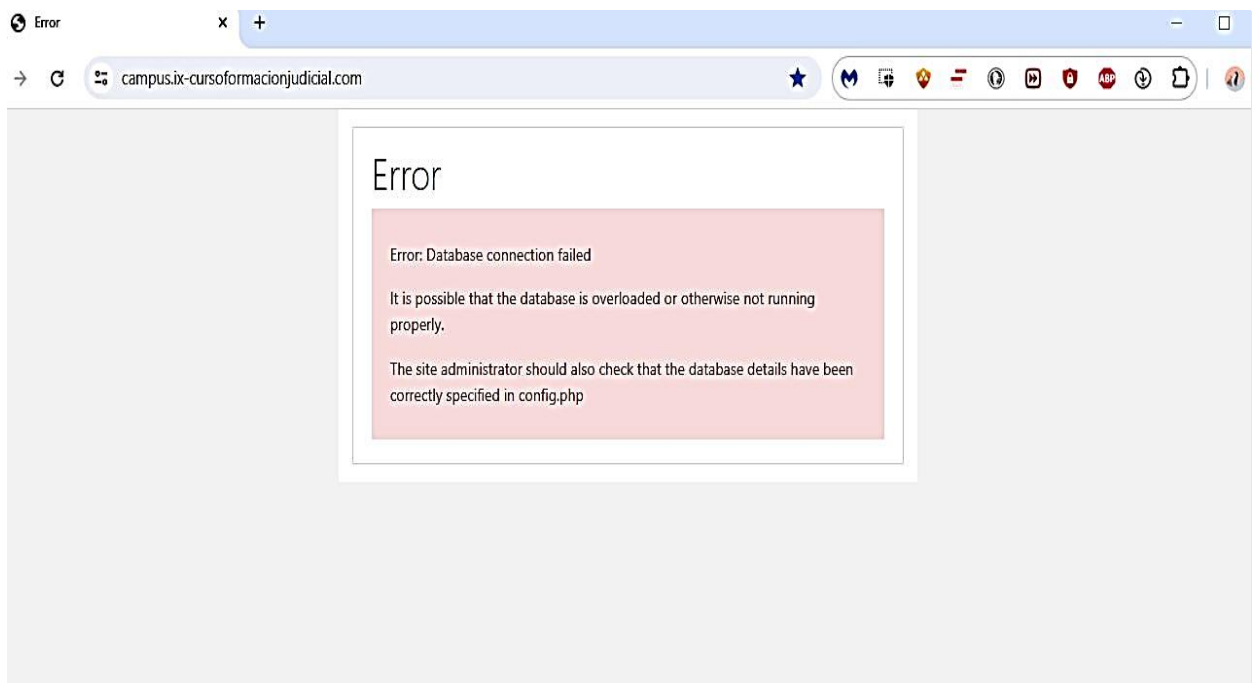 Error
campus.ix-cursoformacionjudicial.com
ABP
Error
Error: Database connection failed
It is possible that the database is overloaded or otherwise not running
properly.
The site administrator should also check that the database details have been
correctly specified in config.php